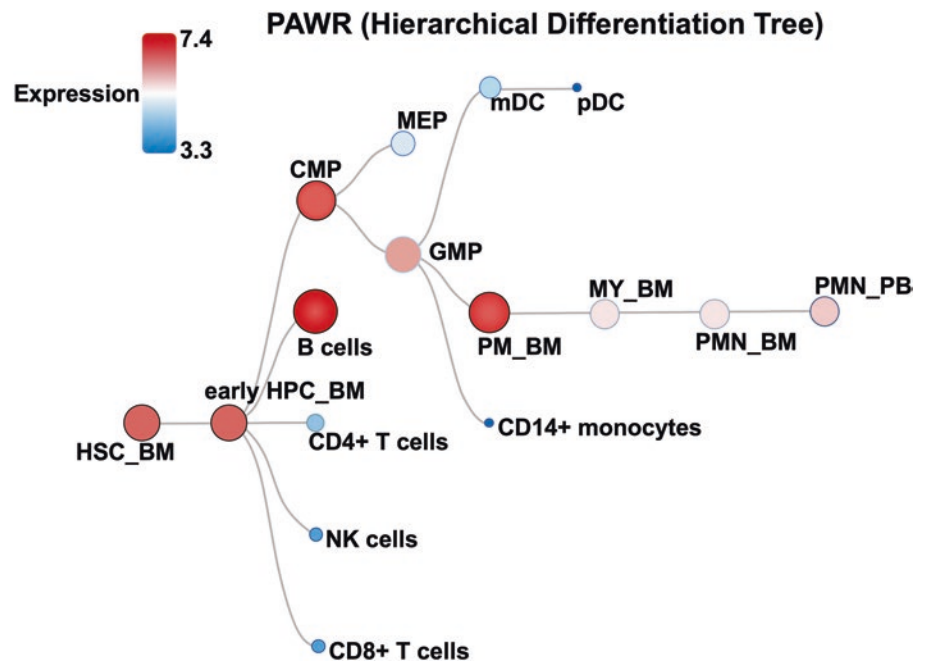 PAWR (Hierarchical Differentiation Tree)
7.4
Expression
3.3
mDC
pDC
MEP
CMP
GMP
MY_BM
PMN_PB
B cells
PM_BM
PMN_BM
early HPC_BM
HSC_BM
CD4+ T cells
CD14+ monocytes
NK cells
CD8+ T cells